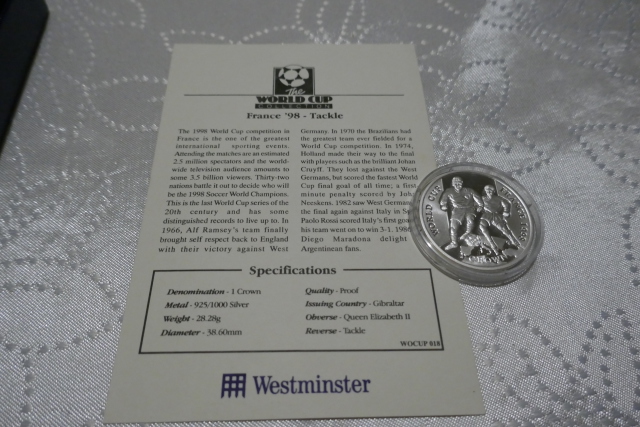 The
WORLD CUP
COLLECTION
France '98 - Tackle
The 1998 World Cup competition in
France is the one of the greatest
international sporting events.
Attending the matches are an estimated
2.5 million spectators and the world-
wide television audience amounts to
some 3.5 billion viewers. Thirty-two
nations battle it out to decide who will
be the 1998 Soccer World Champions.
This is the last World Cup series of the
20th century and has some
distinguished records to live up to. In
1966, Alf Ramsey's team finally
brought self respect back to England
with their victory against West
Germany. In 1970 the Brazilians had
the greatest team ever fielded for a
World Cup competition. In 1974,
Holland made their way to the final
with players such as the brilliant Johan
Cruyff. They lost against the West
Germans, but scored the fastest World
Cup final goal of all time; a first
minute penalty scored by Joh
Neeskens. 1982 saw West Germany
the final again against Italy in Sp
Paolo Rossi scored Italy's first goa
his team went on to win 3-1. 1986
Diego Maradona delight
Argentinean fans.
WORLD CUP
CROWN
Specifications
Denomination - 1 Crown
Metal - 925/1000 Silver
Weight - 28.28g
Diameter - 38.60mm
Quality - Proof
Issuing Country - Gibraltar
Obverse - Queen Elizabeth II
Reverse - Tackle
WOCUP 018
Westminster